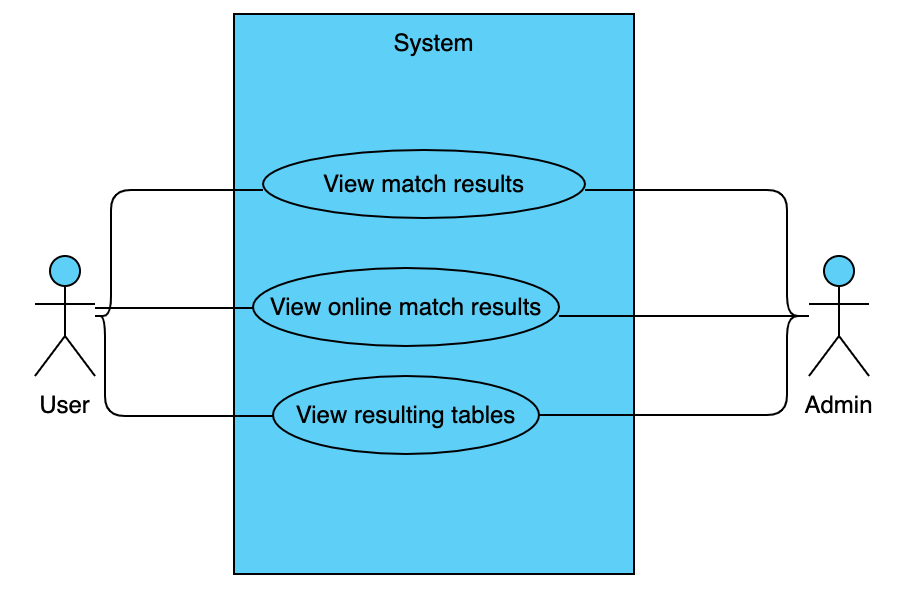 System
View match results
View online match results
View resulting tables
User
Admin